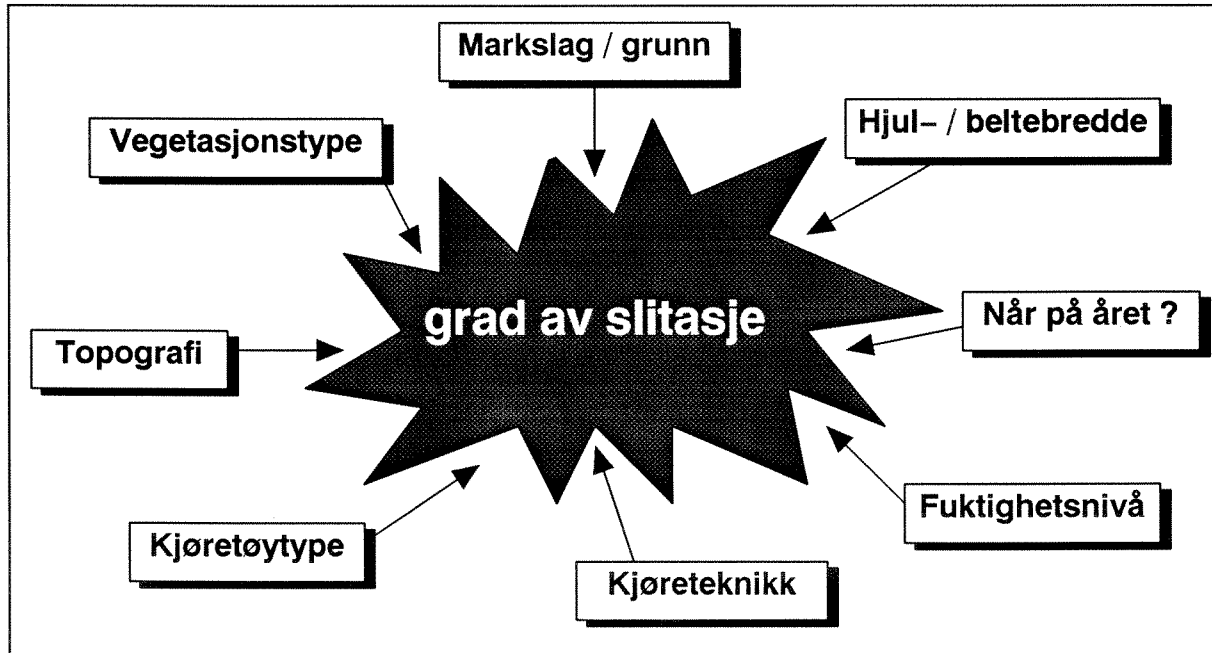 Markslag / grunn
Hjul- / beltebredde
Vegetasjonstype
grad av slitasje
Når på året ?
Topografi
Fuktighetsnivå
Kjøretøytype
Kjøreteknikk